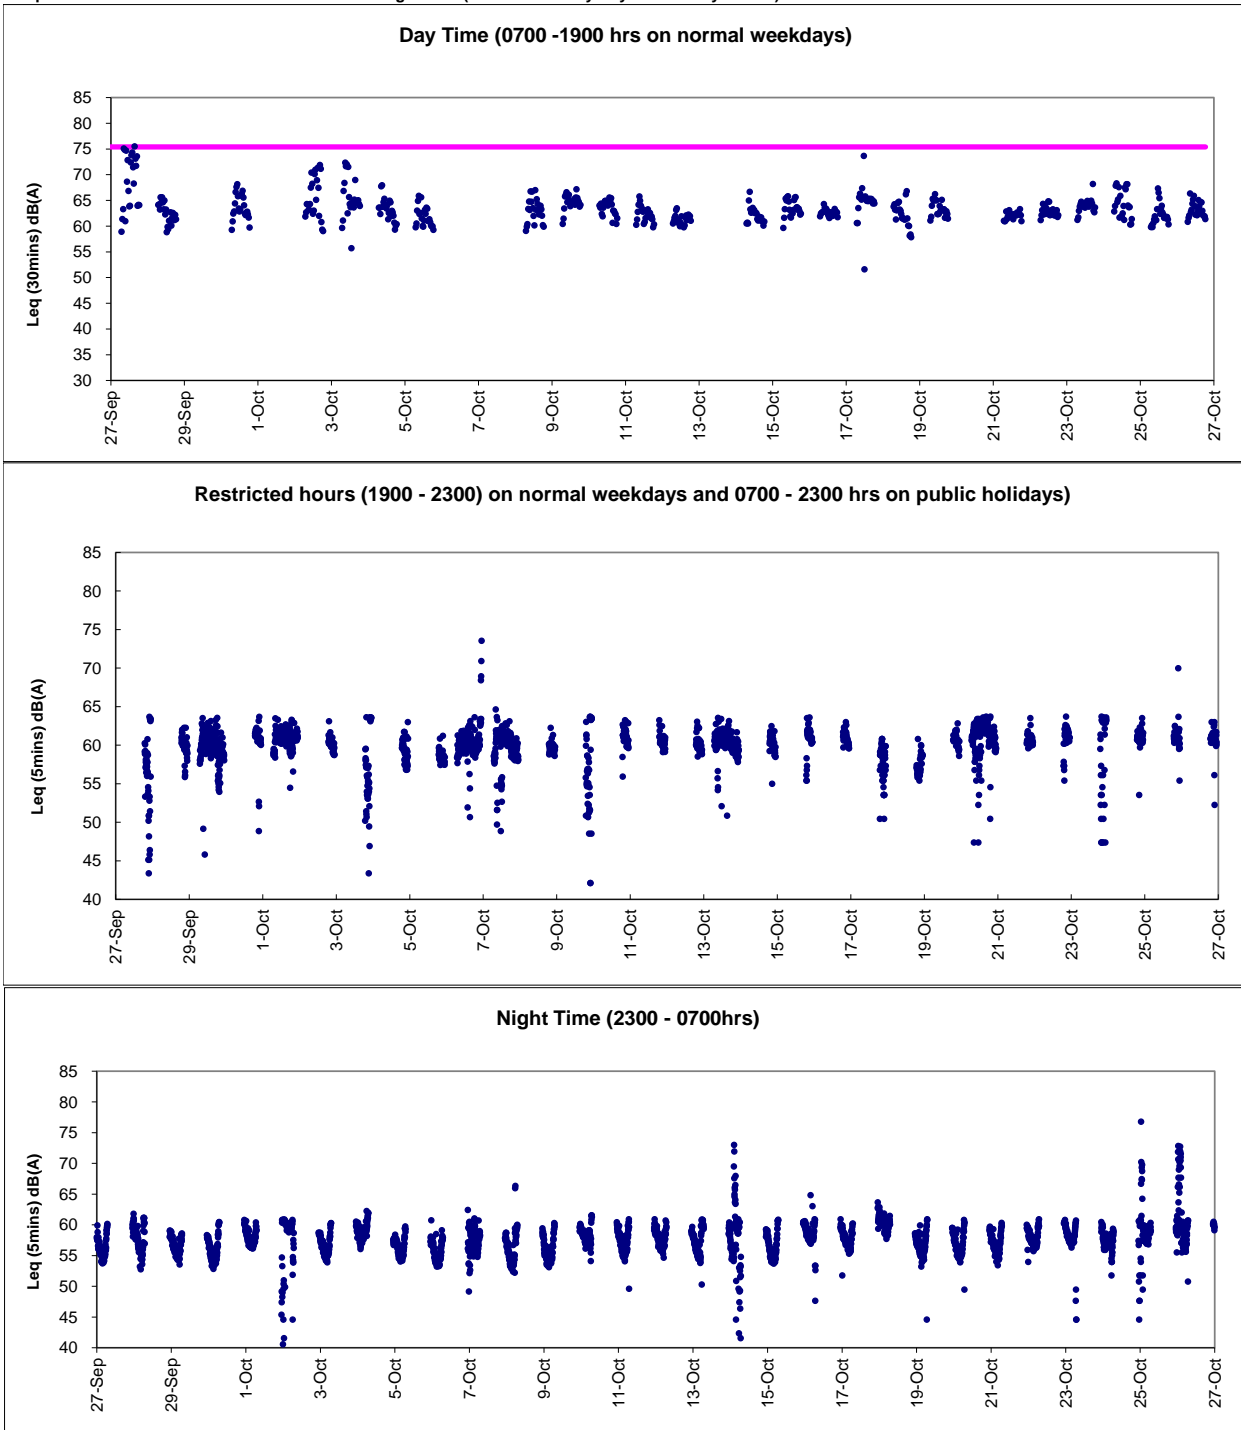 Day Time (0700 -1900 hrs on normal weekdays)
Leq (30mins) dB(A)
85
80
75
70
65
60
55
50
45
40
35
30
27-Sep
29-Sep
1-Oct
3-Oct
5-Oct
7-Oct
9-Oct
11-Oct
13-Oct
15-Oct
17-Oct
19-Oct
21-Oct
23-Oct
25-Oct
27-Oct
Restricted hours (1900 - 2300) on normal weekdays and 0700 - 2300 hrs on public holidays)
Leq (5mins) dB(A)
85
80
75
70
65
60
55
50
45
40
27-Sep
29-Sep
1-Oct
3-Oct
5-Oct
7-Oct
9-Oct
11-Oct
13-Oct
15-Oct
17-Oct
19-Oct
21-Oct
23-Oct
25-Oct
27-Oct
Night Time (2300 - 0700hrs)
Leq (5mins) dB(A)
85
80
75
70
65
60
55
50
45
40
27-Sep
29-Sep
1-Oct
3-Oct
5-Oct
7-Oct
9-Oct
11-Oct
13-Oct
15-Oct
17-Oct
19-Oct
21-Oct
23-Oct
25-Oct
27-Oct